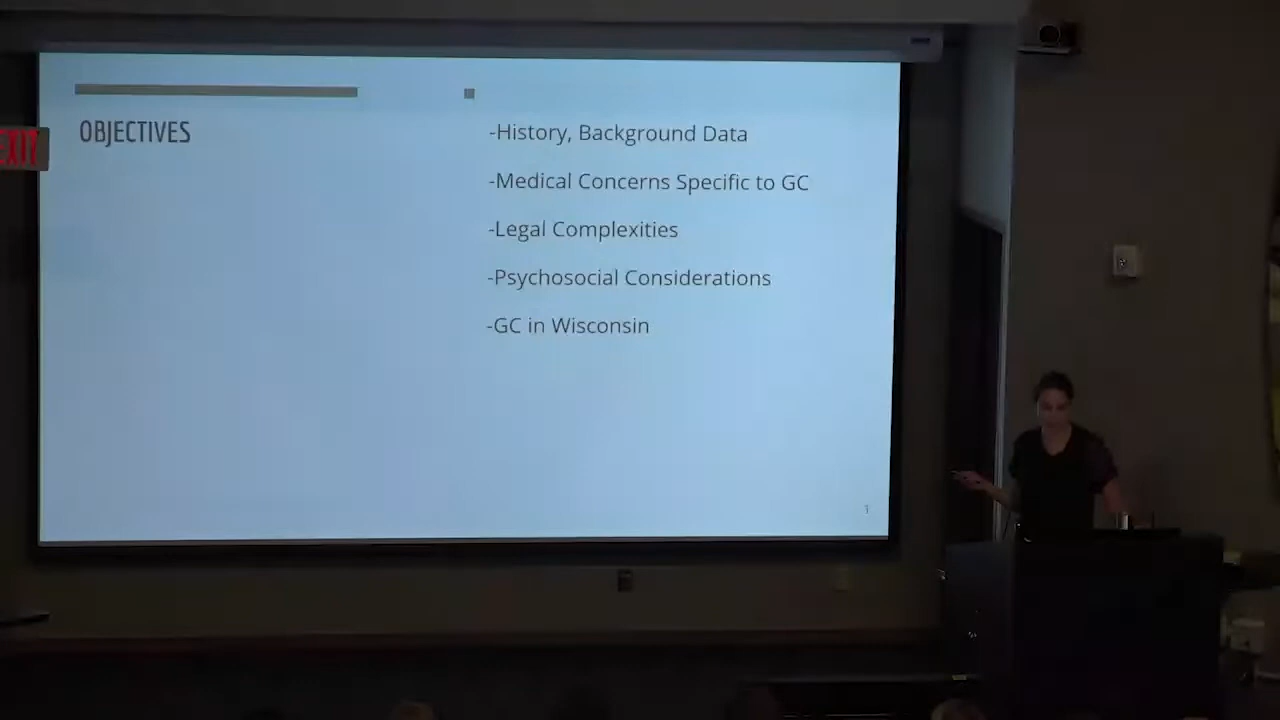 OBJECTIVES
-History, Background Data
-Medical Concerns Specific to GC
-Legal Complexities
-Psychosocial Considerations
-GC in Wisconsin
1
EXIT